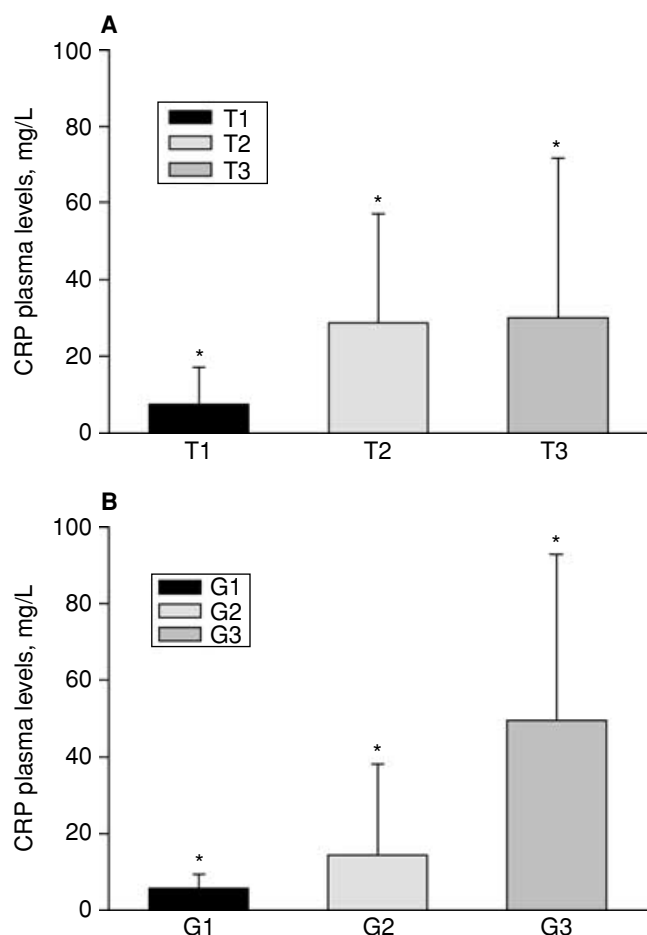 A
100
80
60
40
20
0
CRP plasma levels, mg/L
T1
T2
T3
*
*
*
T1 T2 T3
B
100
80
60
40
20
0
CRP plasma levels, mg/L
G1
G2
G3
*
*
*
G1 G2 G3